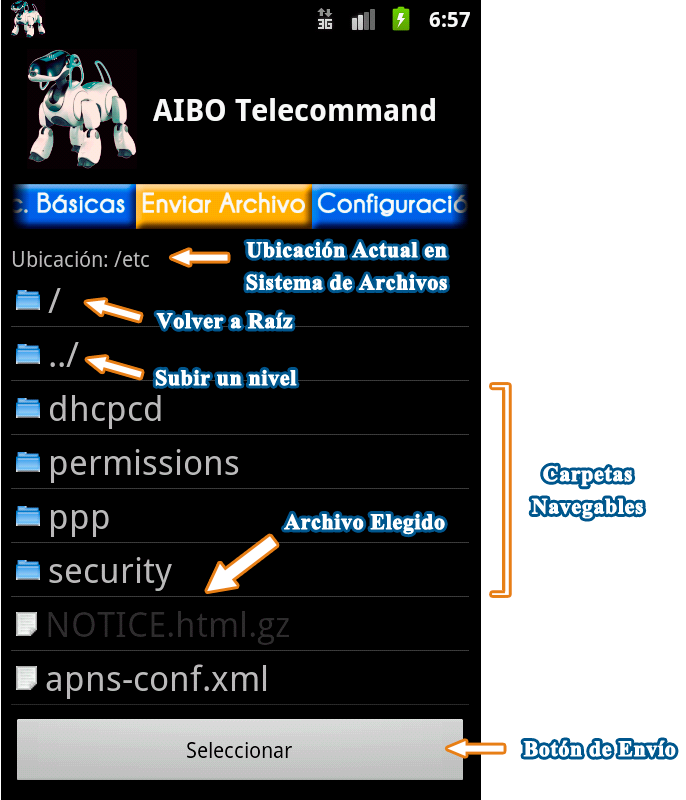 3G 6:57
AIBO Telecommand
c. Básicas Enviar Archivo Configuració
Ubicación: /etc
Ubicación Actual en
Sistema de Archivos
/
Volver a Raíz
../
Subir un nivel
dhcpcd
permissions
Carpetas
Navegables
ppp
Archivo Elegido
security
NOTICE.html.gz
apns-conf.xml
Seleccionar
Botón de Envío